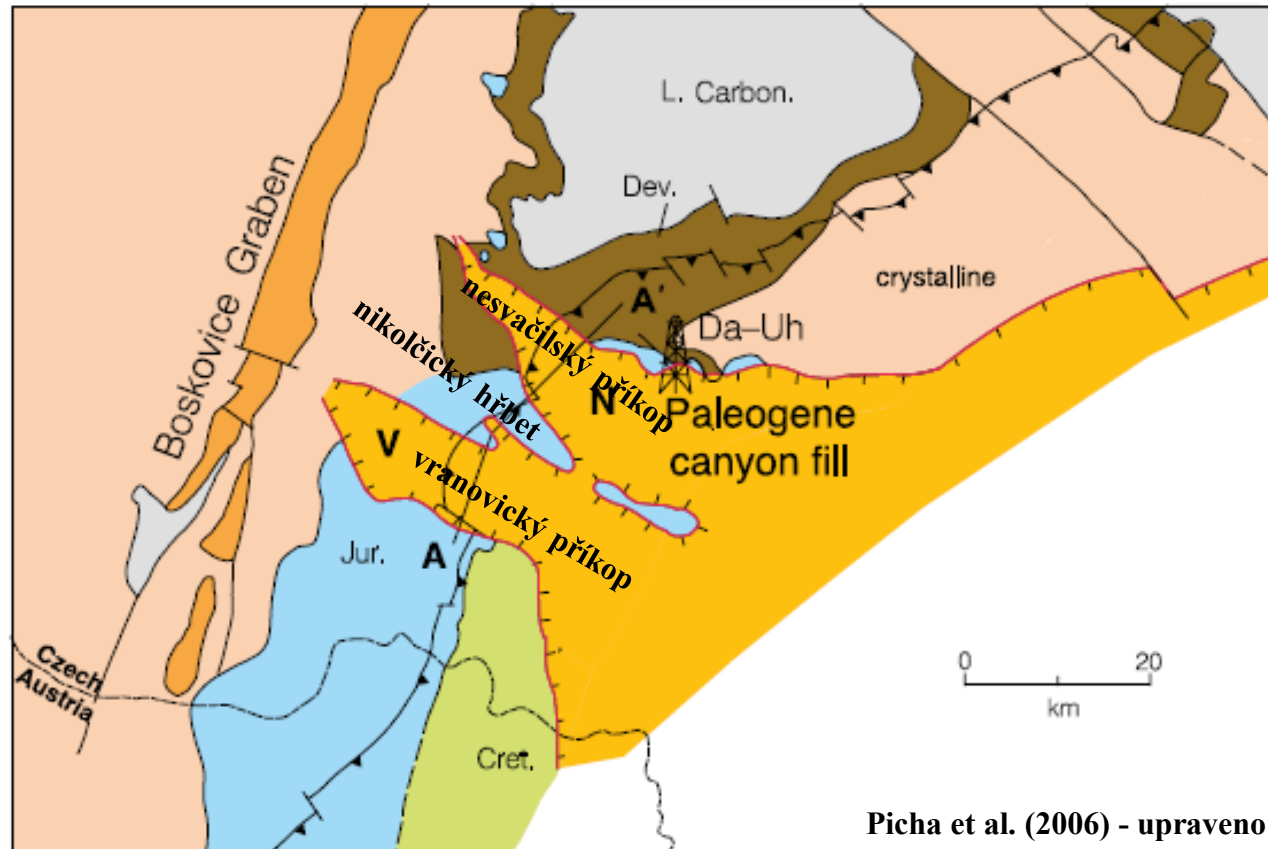 L. Carbon.
Dev.
Boskovice Graben
crystalline
nesvačilský příkop
A'
Da–Uh
nikolčický hřbet
N
Paleogene
canyon fill
V
vranovický příkop
Jur.
A
Czech
Austria
0 20
km
Cret.
Picha et al. (2006) - upraveno